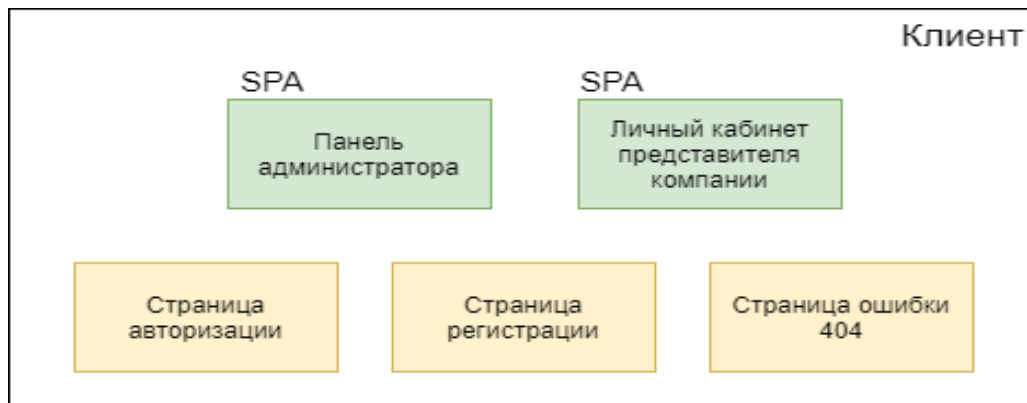 Клиент
SPA
Панель
администратора
SPA
Личный кабинет
представителя
компании
Страница
авторизации
Страница
регистрации
Страница ошибки
404